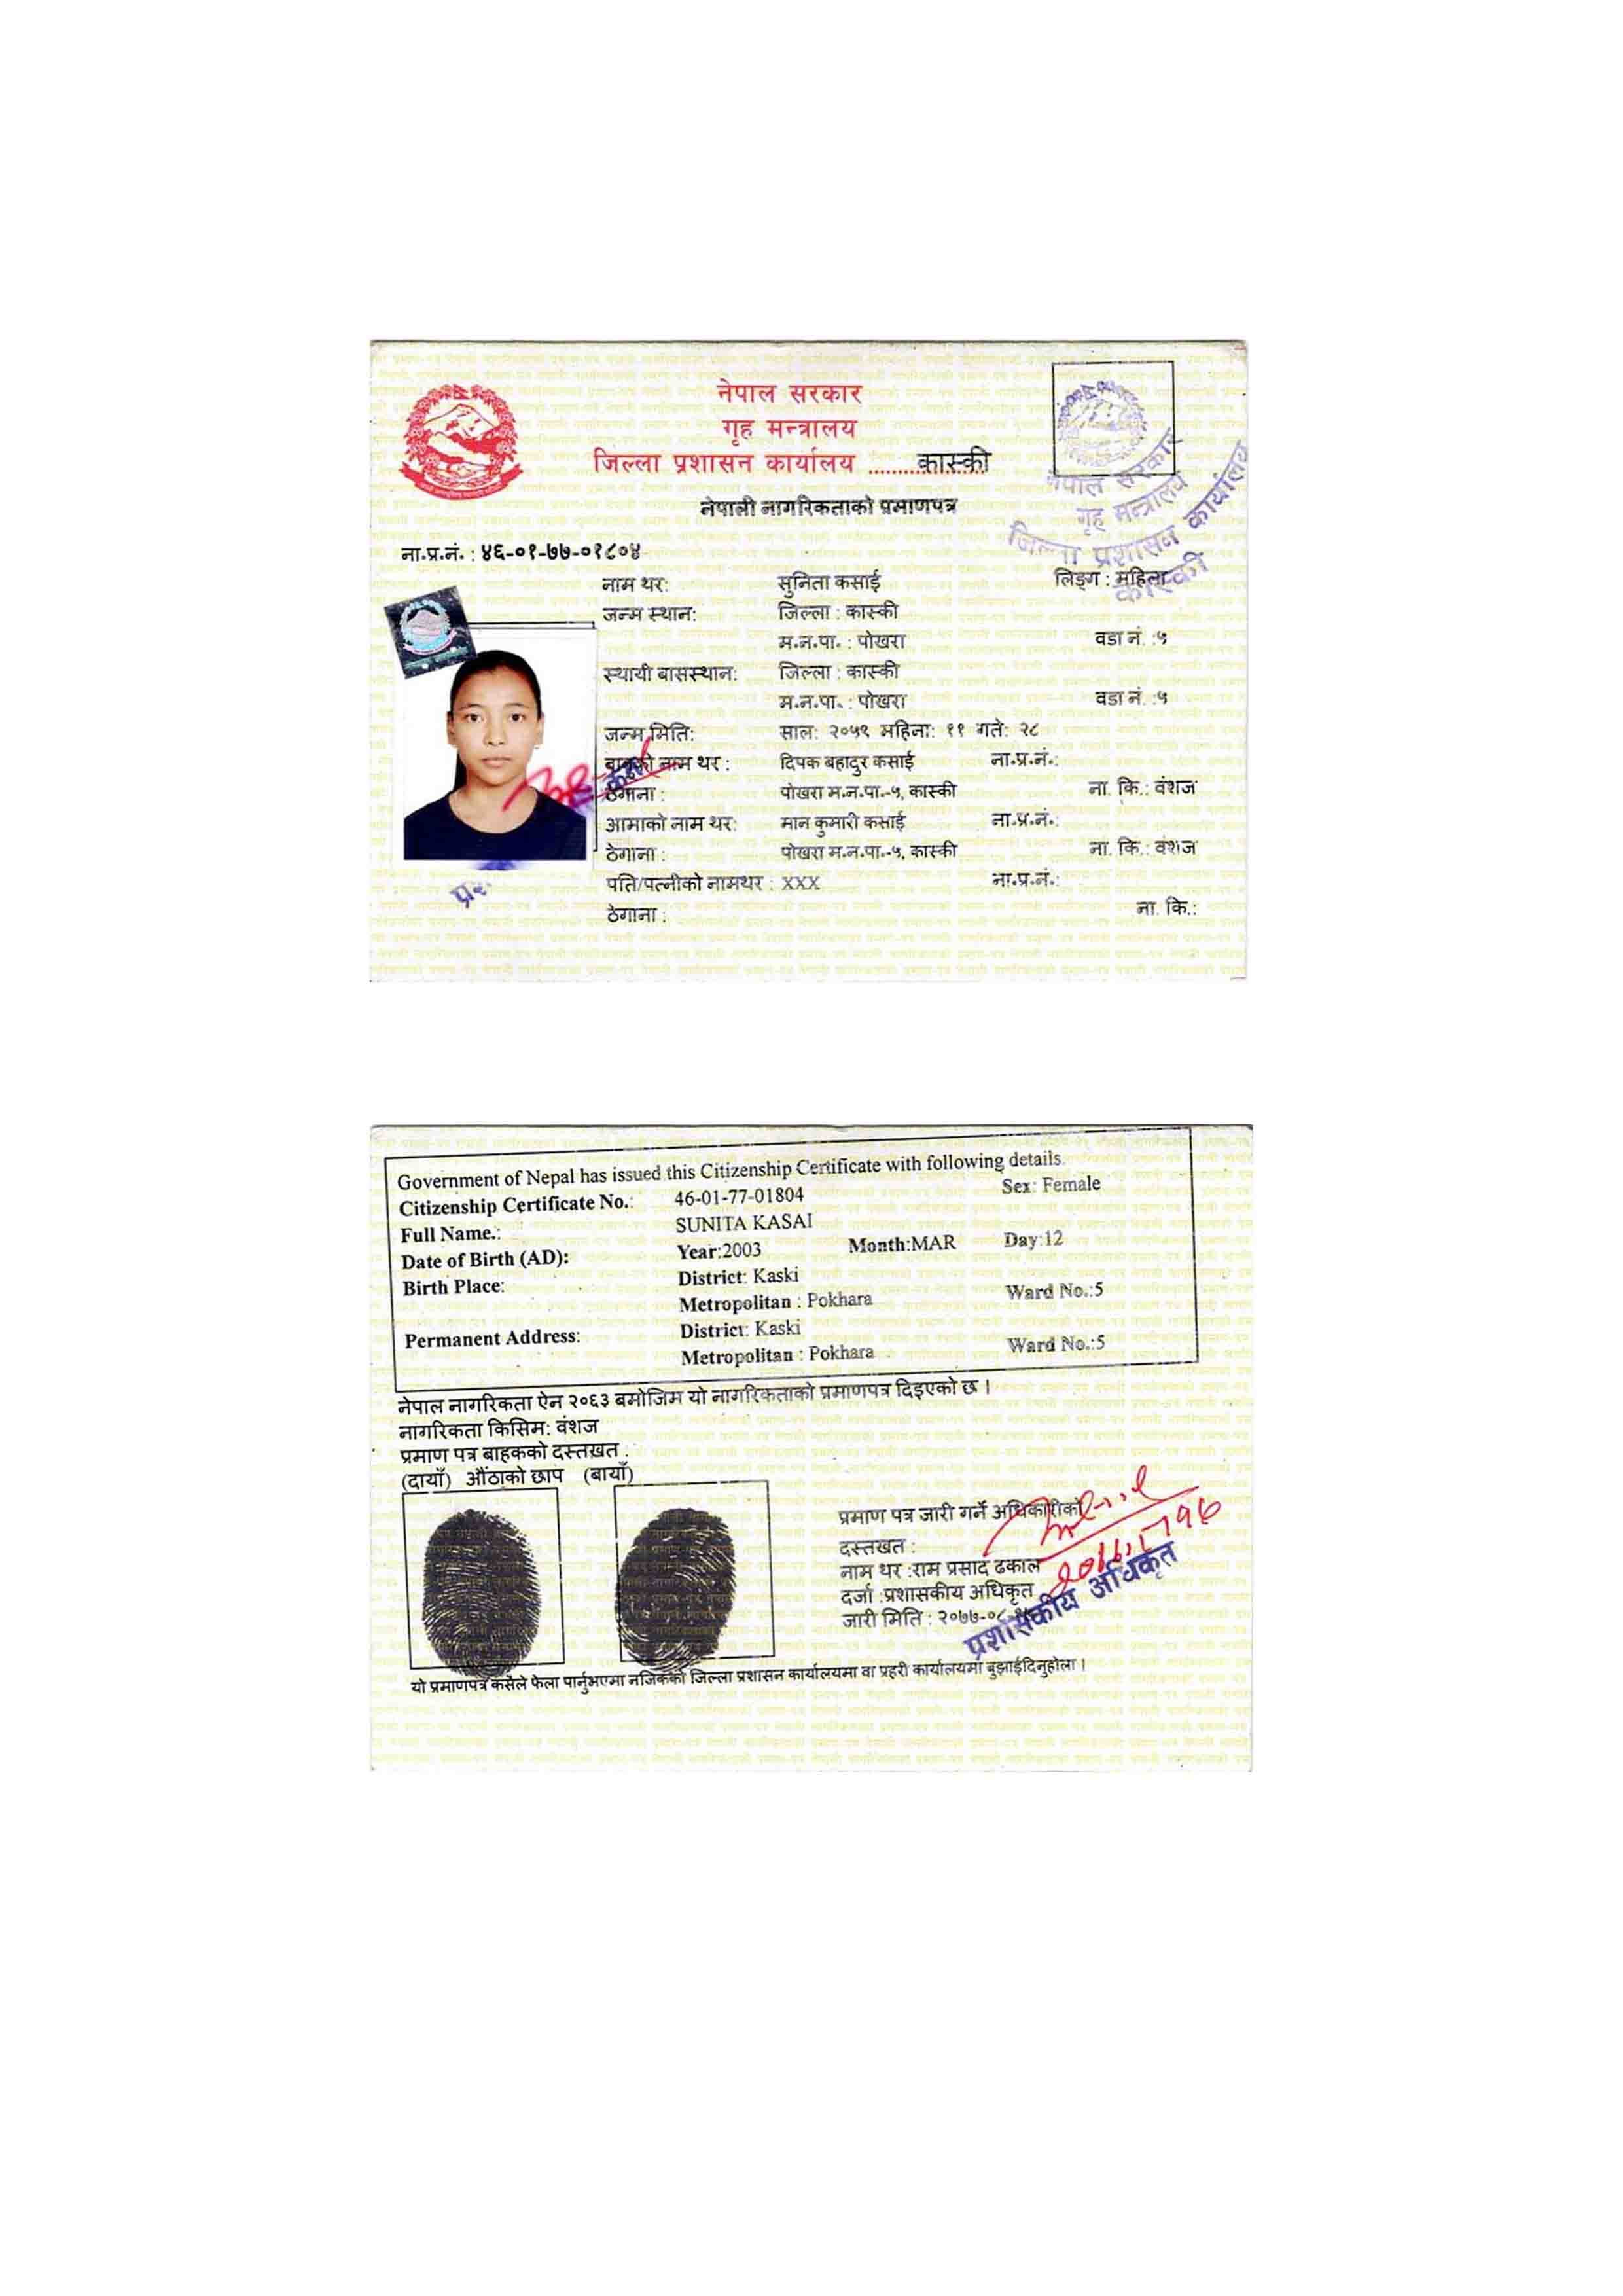 नेपाल सरकार
गृह मन्त्रालय
जिल्ला प्रशासन कार्यालय ............कास्की
नेपाली नागरिकताको प्रमाणपत्र
नेपाल सरकार
गृह मन्त्रालय
जिल्ला प्रशासन कार्यालय
कास्की
ना.प्र.नं. : ४६-०१-७७-०१८०४
नाम थर: सुनिता कसाई लिङ्ग : महिला
जन्म स्थान: जिल्ला : कास्की
म.न.पा. : पोखरा वडा नं. :५
स्थायी बासस्थान: जिल्ला : कास्की
म.न.पा. : पोखरा वडा नं. :५
जन्म मिति: साल: २०५९ महिना: ११ गते: २८
बाबुको नाम थर : दिपक बहादुर कसाई ना.प्र.नं.:
ठेगाना : पोखरा म.न.पा.-५, कास्की ना. कि.: वंशज
आमाको नाम थर: मान कुमारी कसाई ना.प्र.नं.:
ठेगाना : पोखरा म.न.पा.-५, कास्की ना. कि.: वंशज
पति/पत्नीको नामथर : XXX ना.प्र.नं.:
ठेगाना : ना. कि.:
Government of Nepal has issued this Citizenship Certificate with following details.
Citizenship Certificate No.: 46-01-77-01804 Sex: Female
Full Name.: SUNITA KASAI
Date of Birth (AD): Year:2003 Month:MAR Day:12
Birth Place: District: Kaski
Metropolitan : Pokhara Ward No.:5
Permanent Address: District: Kaski
Metropolitan : Pokhara Ward No.:5
नेपाल नागरिकता ऐन २०६३ बमोजिम यो नागरिकताको प्रमाणपत्र दिइएको छ ।
नागरिकता किसिम: वंशज
प्रमाण पत्र बाहकको दस्तखत :
(दायाँ) औंठाको छाप (बायाँ)
प्रमाण पत्र जारी गर्ने अधिकारीको
दस्तखत :
नाम थर :राम प्रसाद ढकाल
दर्जा :प्रशासकीय अधिकृत
जारी मिति : २०७७-०८-
प्रशासकीय अधिकृत
यो प्रमाणपत्र कसैले फेला पार्नुभएमा नजिकको जिल्ला प्रशासन कार्यालयमा वा प्रहरी कार्यालयमा बुझाईदिनुहोला ।